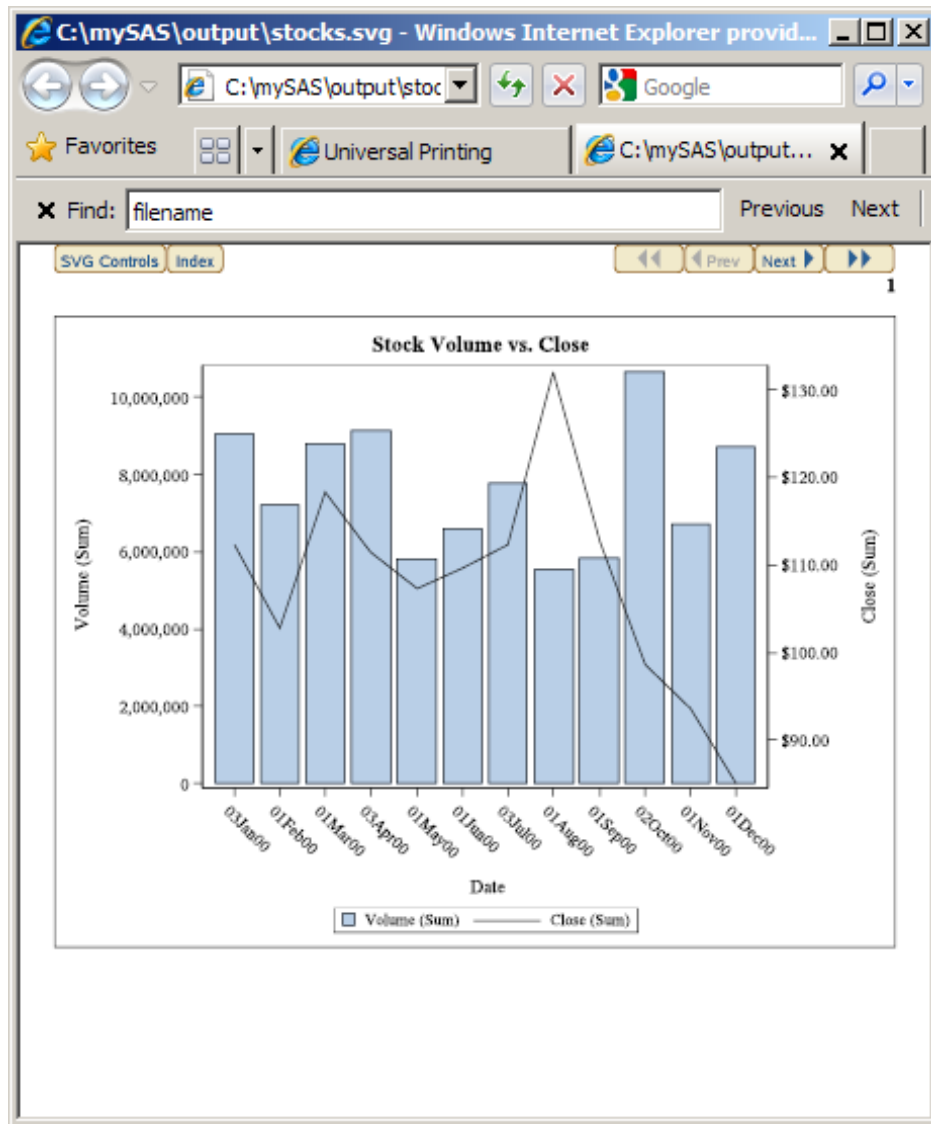 C:\mySAS\output\stocks.svg - Windows Internet Explorer provid...
C:\mySAS\output\stoc
Google
Favorites
Universal Printing
C:\mySAS\output...
Find: filename
Previous Next
SVG Controls Index
Prev Next
1
Stock Volume vs. Close
Volume (Sum)
10,000,000
8,000,000
6,000,000
4,000,000
2,000,000
0
$130.00
$120.00
$110.00
$100.00
$90.00
Close (Sum)
03Jan00 01Feb00 01Mar00 03Apr00 01May00 01Jun00 03Jul00 01Aug00 01Sep00 02Oct00 01Nov00 01Dec00
Date
Volume (Sum) Close (Sum)